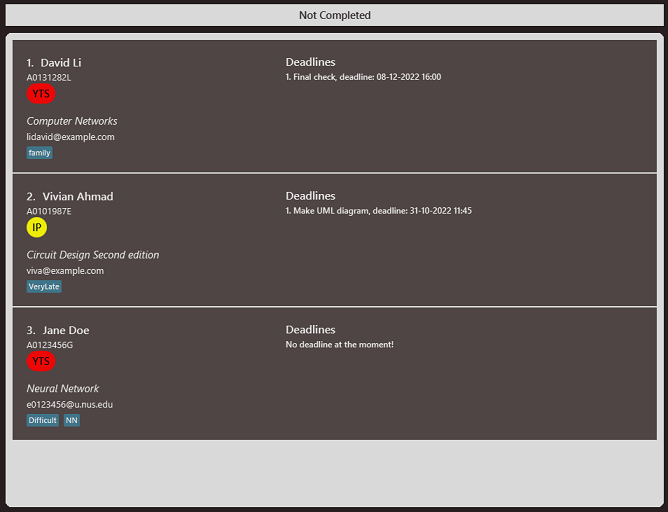 Not Completed
1. David Li
A0131282L
YTS
Computer Networks
lidavid@example.com
family
Deadlines
1. Final check, deadline: 08-12-2022 16:00
2. Vivian Ahmad
A0101987E
IP
Circuit Design Second edition
viva@example.com
VeryLate
Deadlines
1. Make UML diagram, deadline: 31-10-2022 11:45
3. Jane Doe
A0123456G
YTS
Neural Network
e0123456@u.nus.edu
Difficult NN
Deadlines
No deadline at the moment!